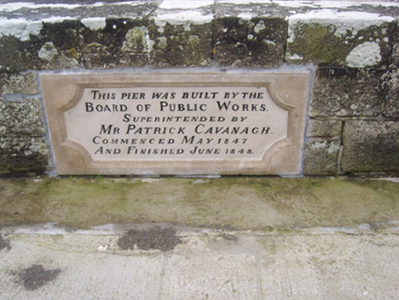 THIS PIER WAS BUILT BY THE
BOARD OF PUBLIC WORKS.
SUPERINTENDED BY
MR PATRICK CAVANAGH.
COMMENCED MAY 1847
AND FINISHED JUNE 1848.